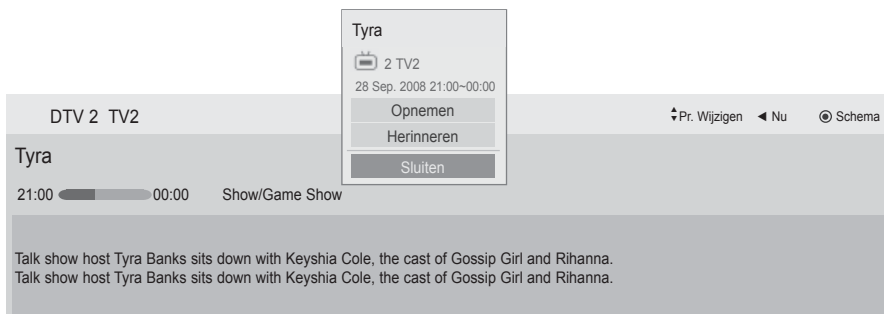 Tyra
2 TV2
28 Sep. 2008 21:00~00:00
Opnemen
Herinneren
Sluiten
DTV 2 TV2
Pr. Wijzigen ◀ Nu Schema
Tyra
21:00 00:00 Show/Game Show
Talk show host Tyra Banks sits down with Keyshia Cole, the cast of Gossip Girl and Rihanna.
Talk show host Tyra Banks sits down with Keyshia Cole, the cast of Gossip Girl and Rihanna.